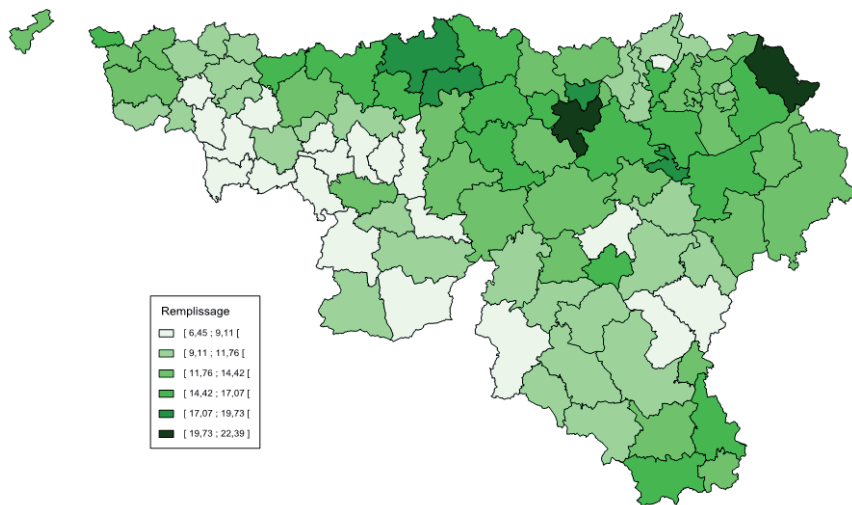 Remplissage
[ 6,45 ; 9,11 [
[ 9,11 ; 11,76 [
[ 11,76 ; 14,42 [
[ 14,42 ; 17,07 [
[ 17,07 ; 19,73 [
[ 19,73 ; 22,39 [